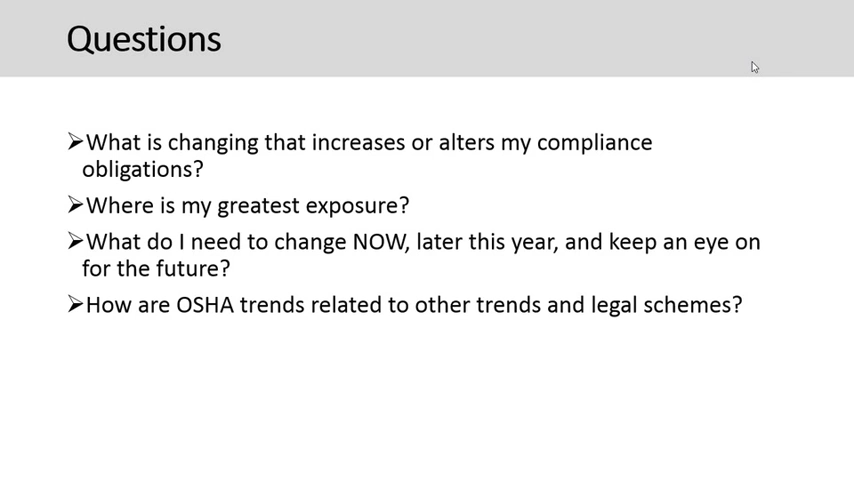 Questions
➢What is changing that increases or alters my compliance
obligations?
➢Where is my greatest exposure?
➢What do I need to change NOW, later this year, and keep an eye on
for the future?
➢How are OSHA trends related to other trends and legal schemes?